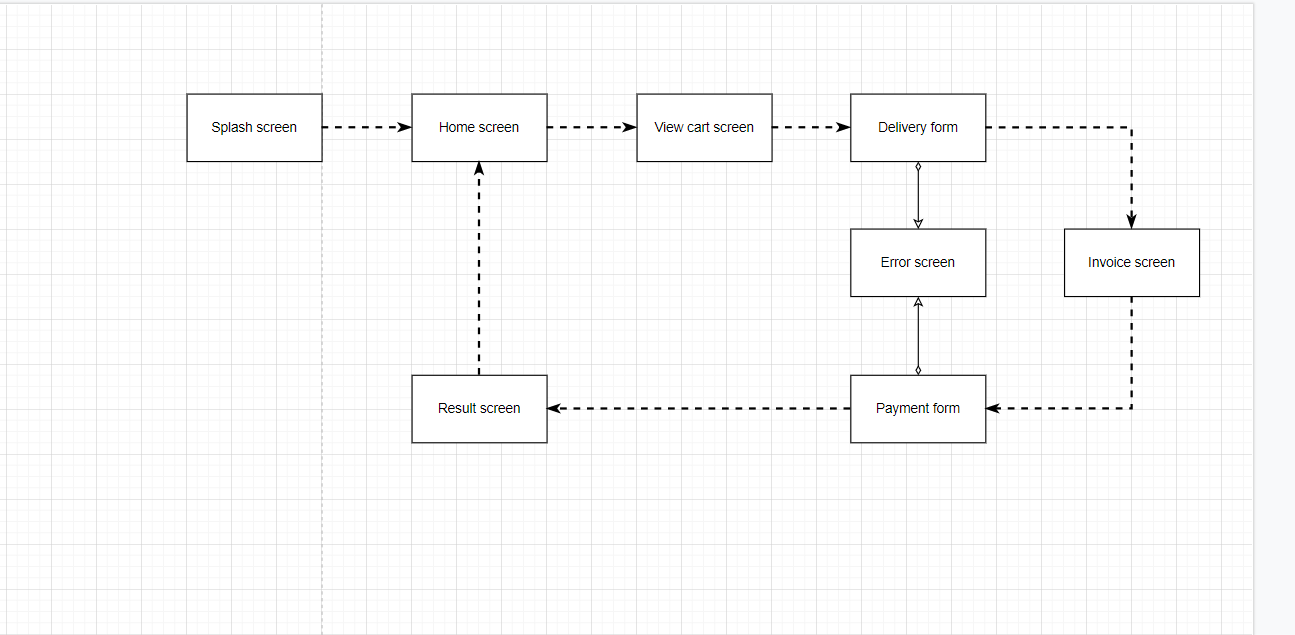 Splash screen
Home screen
View cart screen
Delivery form
Error screen
Invoice screen
Result screen
Payment form